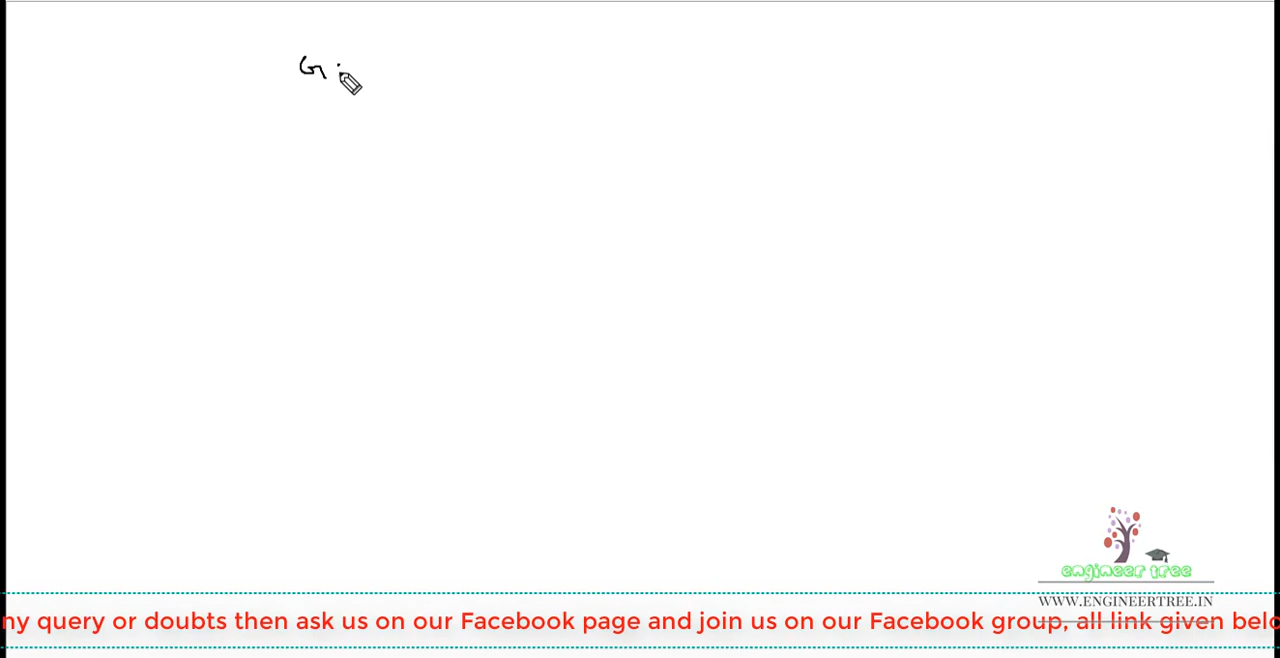 G
engineer tree
WWW.ENGINEERTREE.IN
ny query or doubts then ask us on our Facebook page and join us on our Facebook group, all link given belo